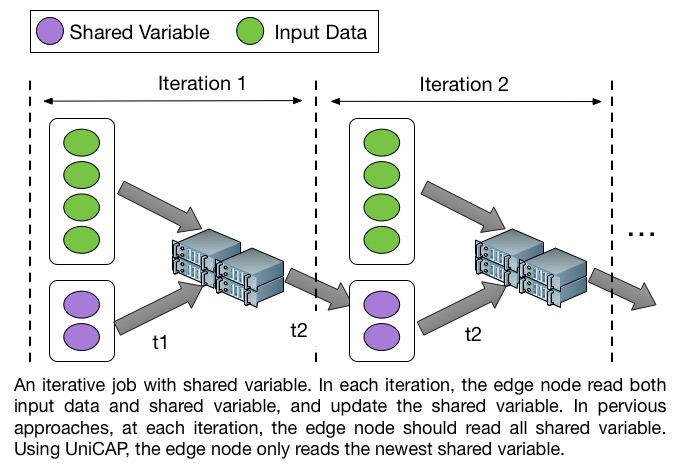 Shared Variable
Input Data
Iteration 1
Iteration 2
...
t1
t2
t2
An iterative job with shared variable. In each iteration, the edge node read both
input data and shared variable, and update the shared variable. In pervious
approaches, at each iteration, the edge node should read all shared variable.
Using UniCAP, the edge node only reads the newest shared variable.